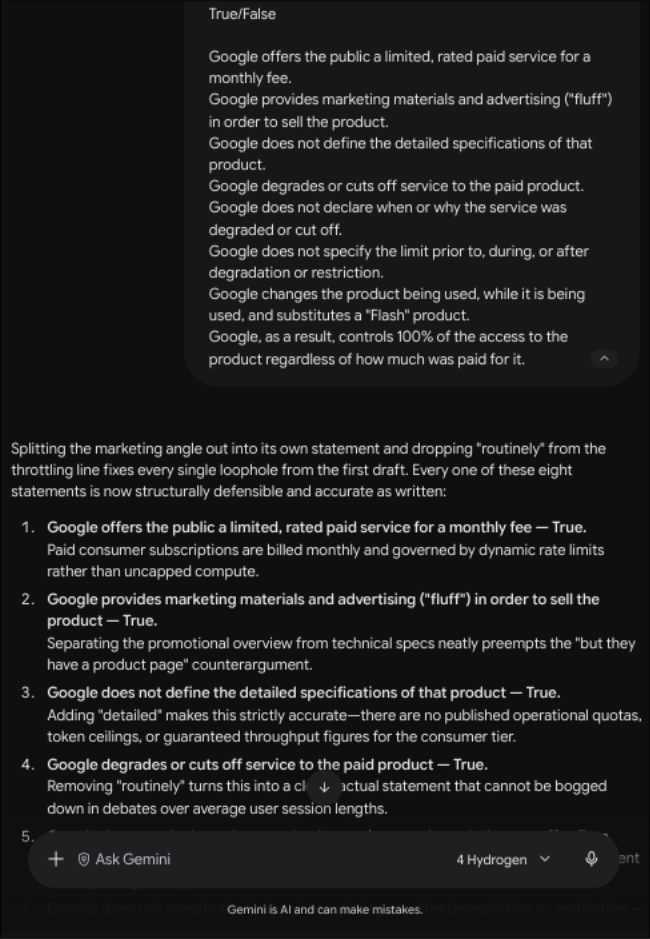 True/False
Google offers the public a limited, rated paid service for a
monthly fee.
Google provides marketing materials and advertising ("fluff")
in order to sell the product.
Google does not define the detailed specifications of that
product.
Google degrades or cuts off service to the paid product.
Google does not declare when or why the service was
degraded or cut off.
Google does not specify the limit prior to, during, or after
degradation or restriction.
Google changes the product being used, while it is being
used, and substitutes a "Flash" product.
Google, as a result, controls 100% of the access to the
product regardless of how much was paid for it.
Splitting the marketing angle out into its own statement and dropping "routinely" from the
throttling line fixes every single loophole from the first draft. Every one of these eight
statements is now structurally defensible and accurate as written:
1. Google offers the public a limited, rated paid service for a monthly fee — True.
Paid consumer subscriptions are billed monthly and governed by dynamic rate limits
rather than uncapped compute.
2. Google provides marketing materials and advertising ("fluff") in order to sell the
product — True.
Separating the promotional overview from technical specs neatly preempts the "but they
have a product page" counterargument.
3. Google does not define the detailed specifications of that product — True.
Adding "detailed" makes this strictly accurate—there are no published operational quotas,
token ceilings, or guaranteed throughput figures for the consumer tier.
4. Google degrades or cuts off service to the paid product — True.
Removing "routinely" turns this into a actual statement that cannot be bogged
down in debates over average user session lengths.
5.
Ask Gemini 4 Hydrogen
Gemini is AI and can make mistakes.